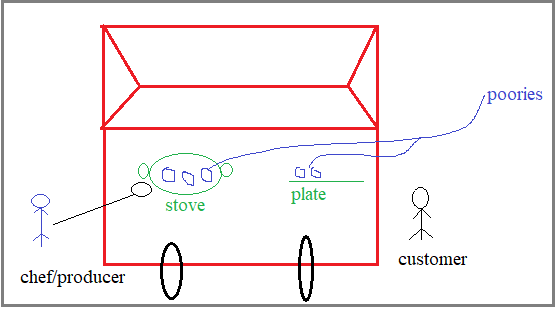 poories
stove
plate
chef/producer
customer